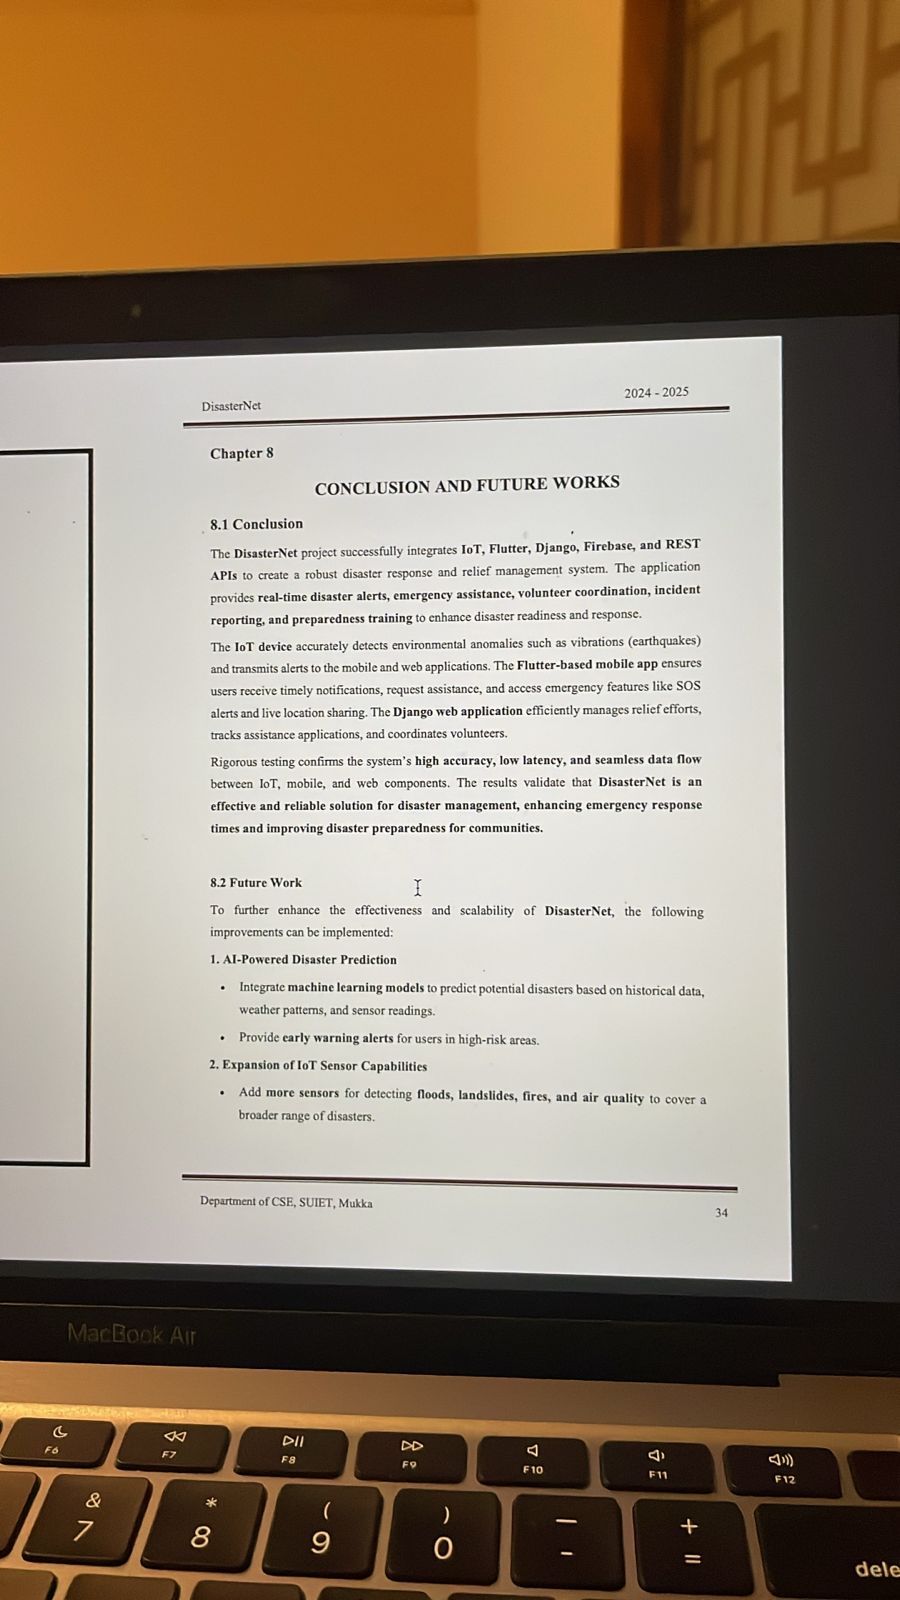 DisasterNet 2024 - 2025
Chapter 8
CONCLUSION AND FUTURE WORKS
8.1 Conclusion
The DisasterNet project successfully integrates IoT, Flutter, Django, Firebase, and REST
APIs to create a robust disaster response and relief management system. The application
provides real-time disaster alerts, emergency assistance, volunteer coordination, incident
reporting, and preparedness training to enhance disaster readiness and response.
The IoT device accurately detects environmental anomalies such as vibrations (earthquakes)
and transmits alerts to the mobile and web applications. The Flutter-based mobile app ensures
users receive timely notifications, request assistance, and access emergency features like SOS
alerts and live location sharing. The Django web application efficiently manages relief efforts,
tracks assistance applications, and coordinates volunteers.
Rigorous testing confirms the system's high accuracy, low latency, and seamless data flow
between IoT, mobile, and web components. The results validate that DisasterNet is an
effective and reliable solution for disaster management, enhancing emergency response
times and improving disaster preparedness for communities.
8.2 Future Work
To further enhance the effectiveness and scalability of DisasterNet, the following
improvements can be implemented:
1. AI-Powered Disaster Prediction
• Integrate machine learning models to predict potential disasters based on historical data,
weather patterns, and sensor readings.
• Provide early warning alerts for users in high-risk areas.
2. Expansion of IoT Sensor Capabilities
• Add more sensors for detecting floods, landslides, fires, and air quality to cover a
broader range of disasters.
Department of CSE, SUIET, Mukka 34
MacBook Air
F6 F7 F8 F9 F10 F11 F12
& * ( ) — +
7 8 9 0 - =
dele